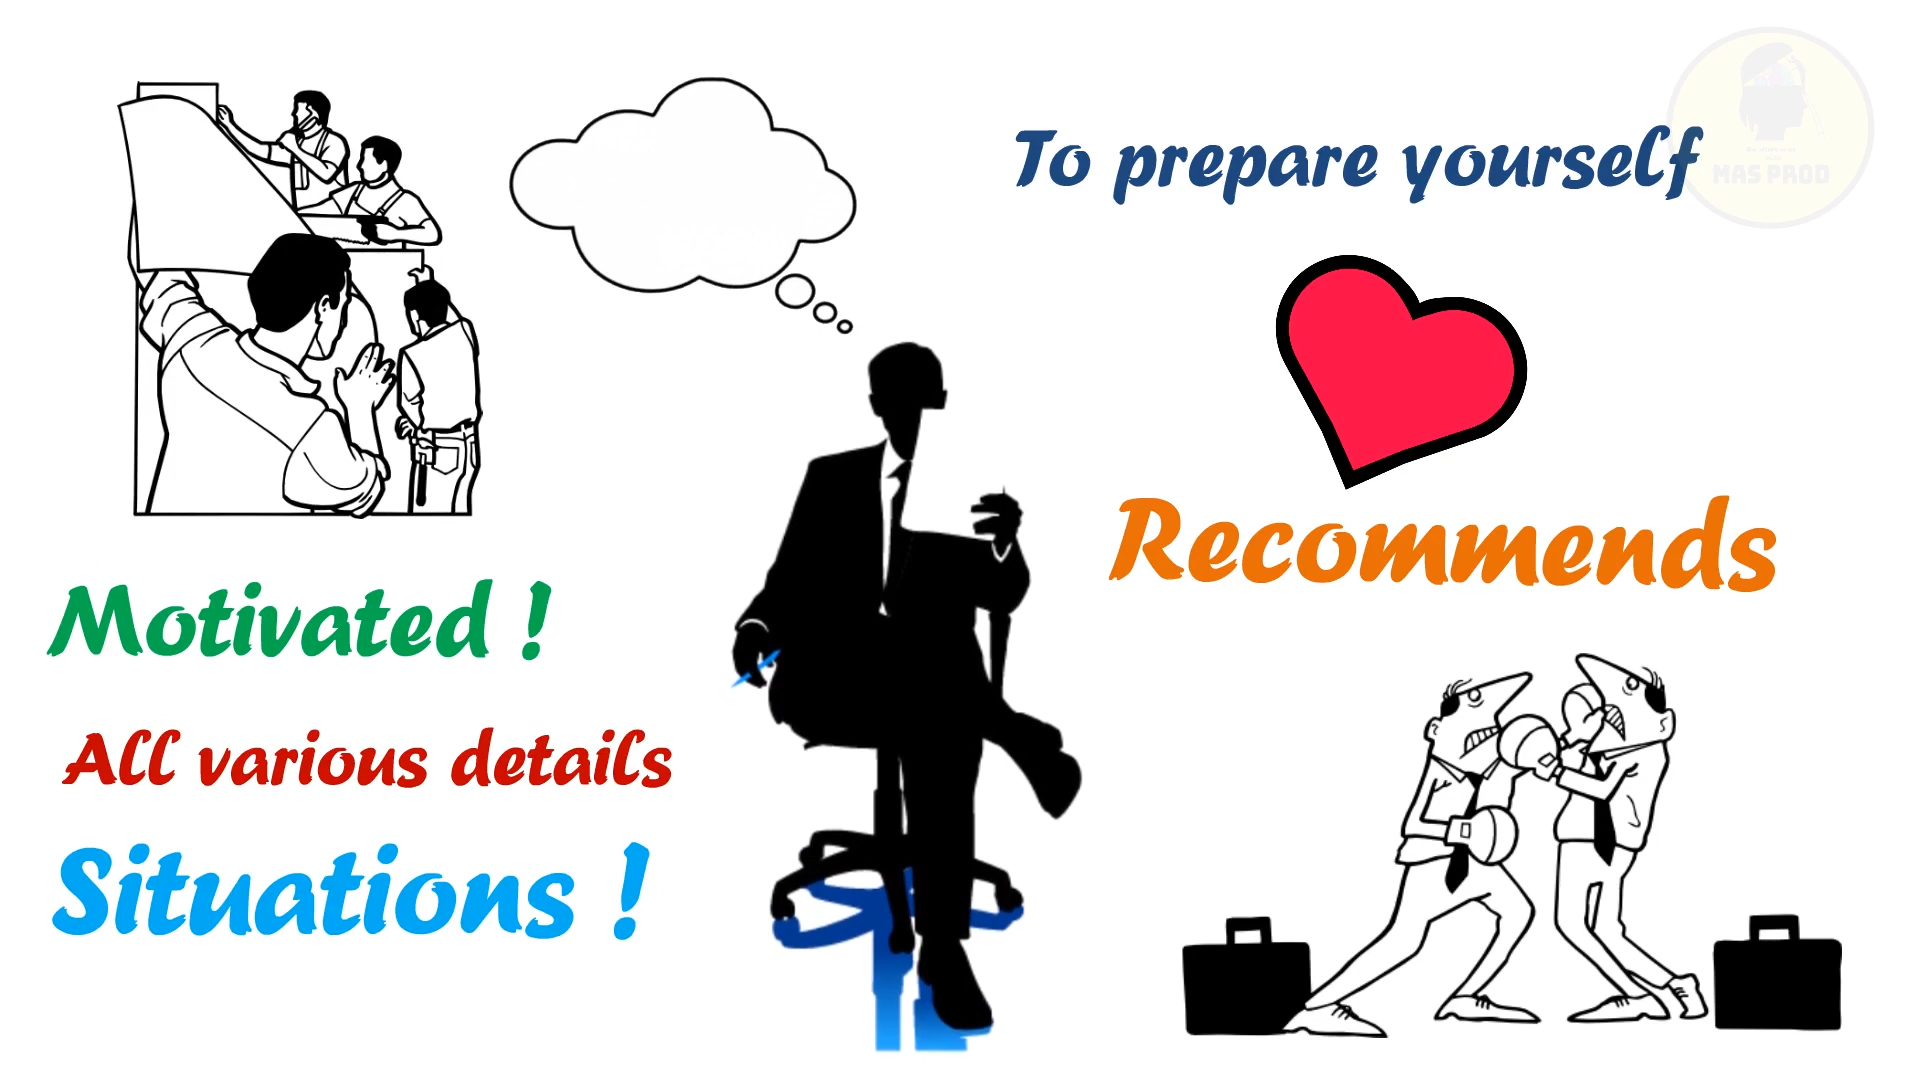 To prepare yourself
MAS PROD
Recommends
Motivated !
All various details
Situations !